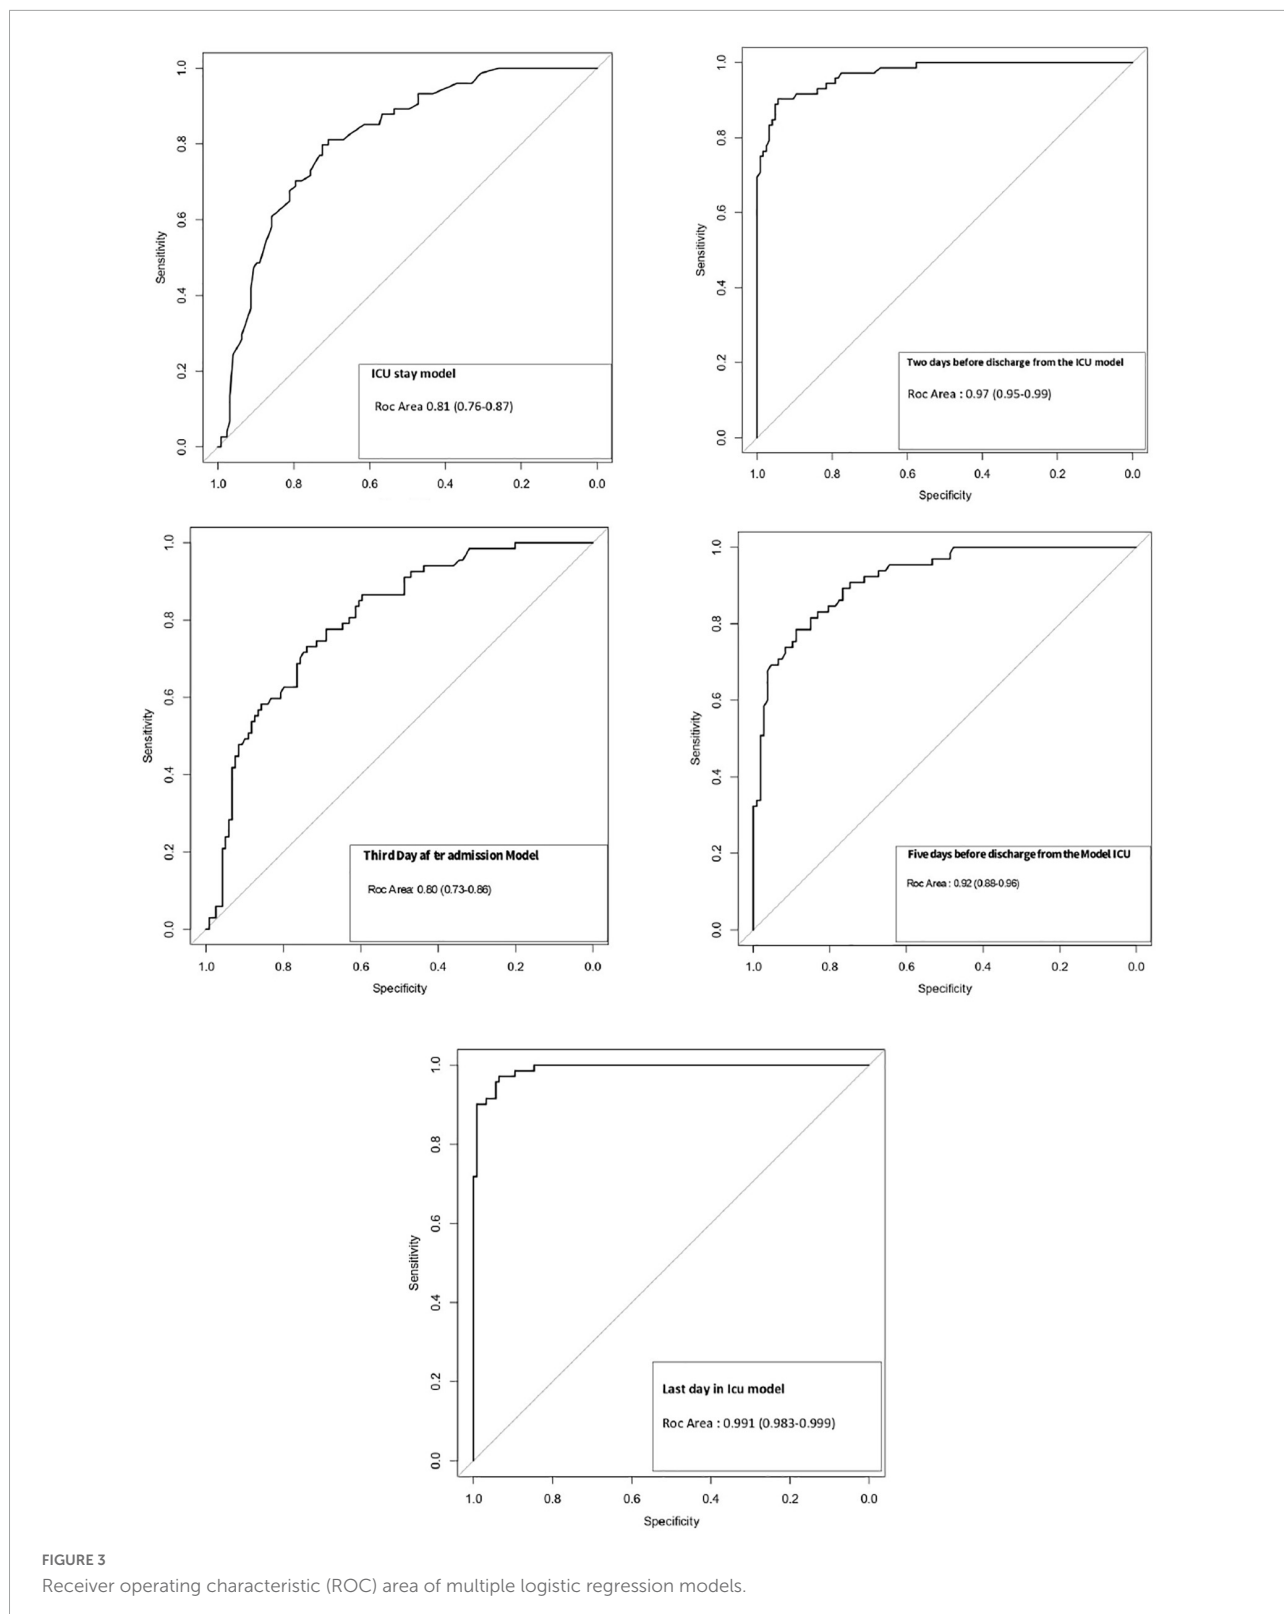 1.0
0.8
0.6
0.4
0.2
0.0
Sensitivity
ICU stay model
Roc Area 0.81 (0.76-0.87)
1.0 0.8 0.6 0.4 0.2 0.0
1.0
0.8
0.6
0.4
0.2
0.0
Sensitivity
Two days before discharge from the ICU model
Roc Area : 0.97 (0.95-0.99)
1.0 0.8 0.6 0.4 0.2 0.0
Specificity
1.0
0.8
0.6
0.4
0.2
0.0
Sensitivity
Third Day after admission Model
Roc Area: 0.80 (0.73-0.86)
1.0 0.8 0.6 0.4 0.2 0.0
Specificity
1.0
0.8
0.6
0.4
0.2
0.0
Sensitivity
Five days before discharge from the Model ICU
Roc Area : 0.92 (0.88-0.96)
1.0 0.8 0.6 0.4 0.2 0.0
Specificity
1.0
0.8
0.6
0.4
0.2
0.0
Sensitivity
Last day in Icu model
Roc Area : 0.991 (0.983-0.999)
1.0 0.8 0.6 0.4 0.2 0.0
Specificity
FIGURE 3
Receiver operating characteristic (ROC) area of multiple logistic regression models.